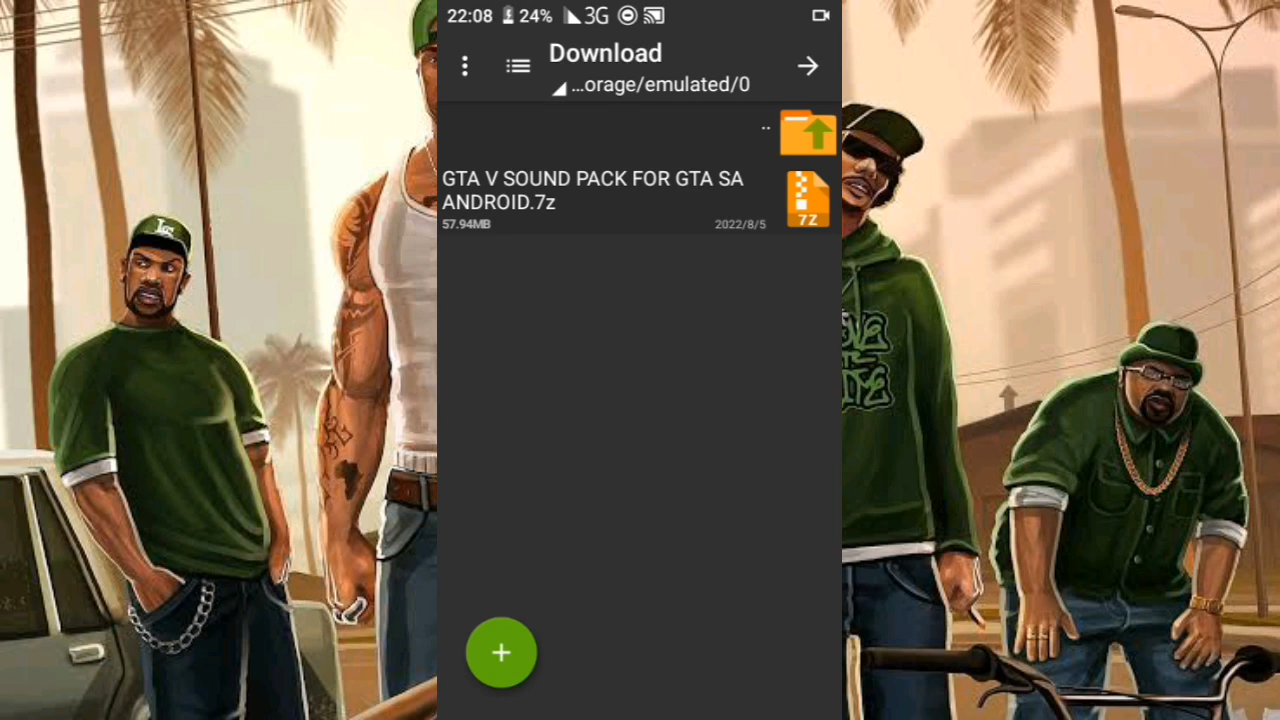 22:08 24% 3G
Download
...orage/emulated/0
..
GTA V SOUND PACK FOR GTA SA
ANDROID.7z
57.94MB 2022/8/5
7Z